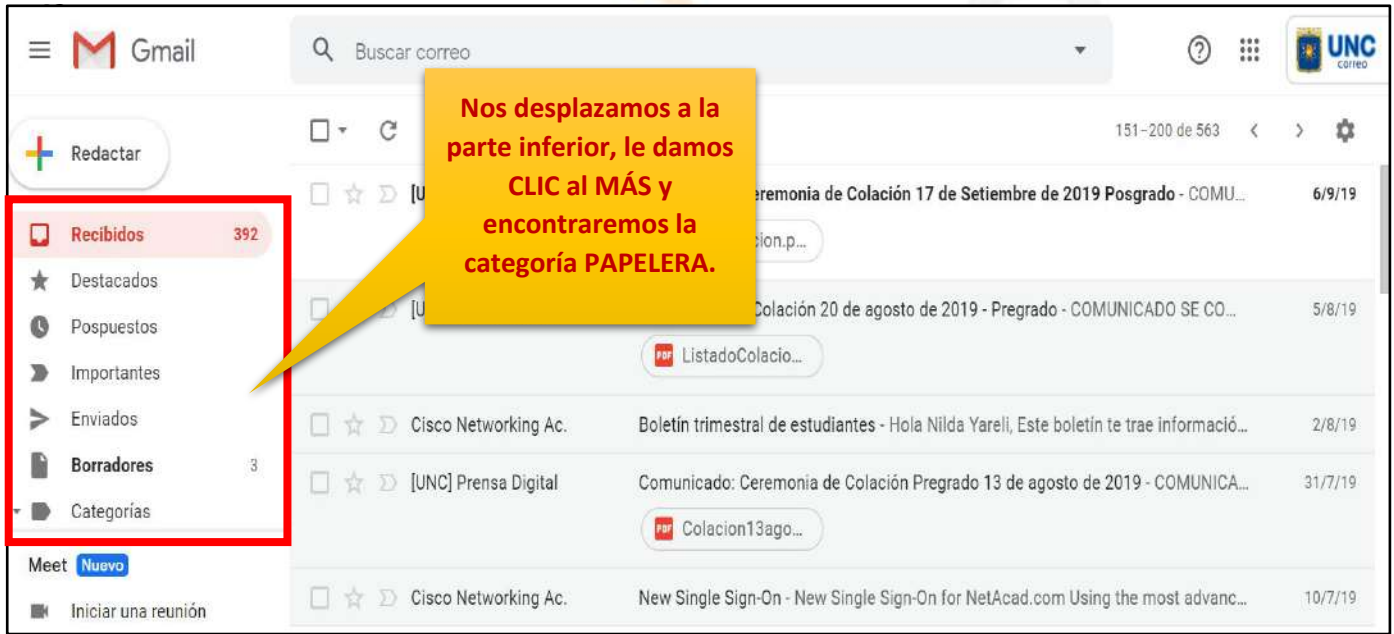 Gmail
Buscar correo
UNC
correo
Redactar
151-200 de 563
Nos desplazamos a la
parte inferior, le damos
CLIC al MÁS y
encontraremos la
categoría PAPELERA.
Recibidos 392
Destacados
Pospuestos
Importantes
Enviados
Borradores 3
Categorías
Meet Nuevo
Iniciar una reunión
[U eremonia de Colación 17 de Setiembre de 2019 Posgrado - COMU... 6/9/19
cion.p...
[U Colación 20 de agosto de 2019 - Pregrado - COMUNICADO SE CO... 5/8/19
PDF ListadoColacio...
Cisco Networking Ac. Boletín trimestral de estudiantes - Hola Nilda Yareli, Este boletín te trae informació... 2/8/19
[UNC] Prensa Digital Comunicado: Ceremonia de Colación Pregrado 13 de agosto de 2019 - COMUNICA... 31/7/19
PDF Colacion13ago...
Cisco Networking Ac. New Single Sign-On - New Single Sign-On for NetAcad.com Using the most advanc... 10/7/19